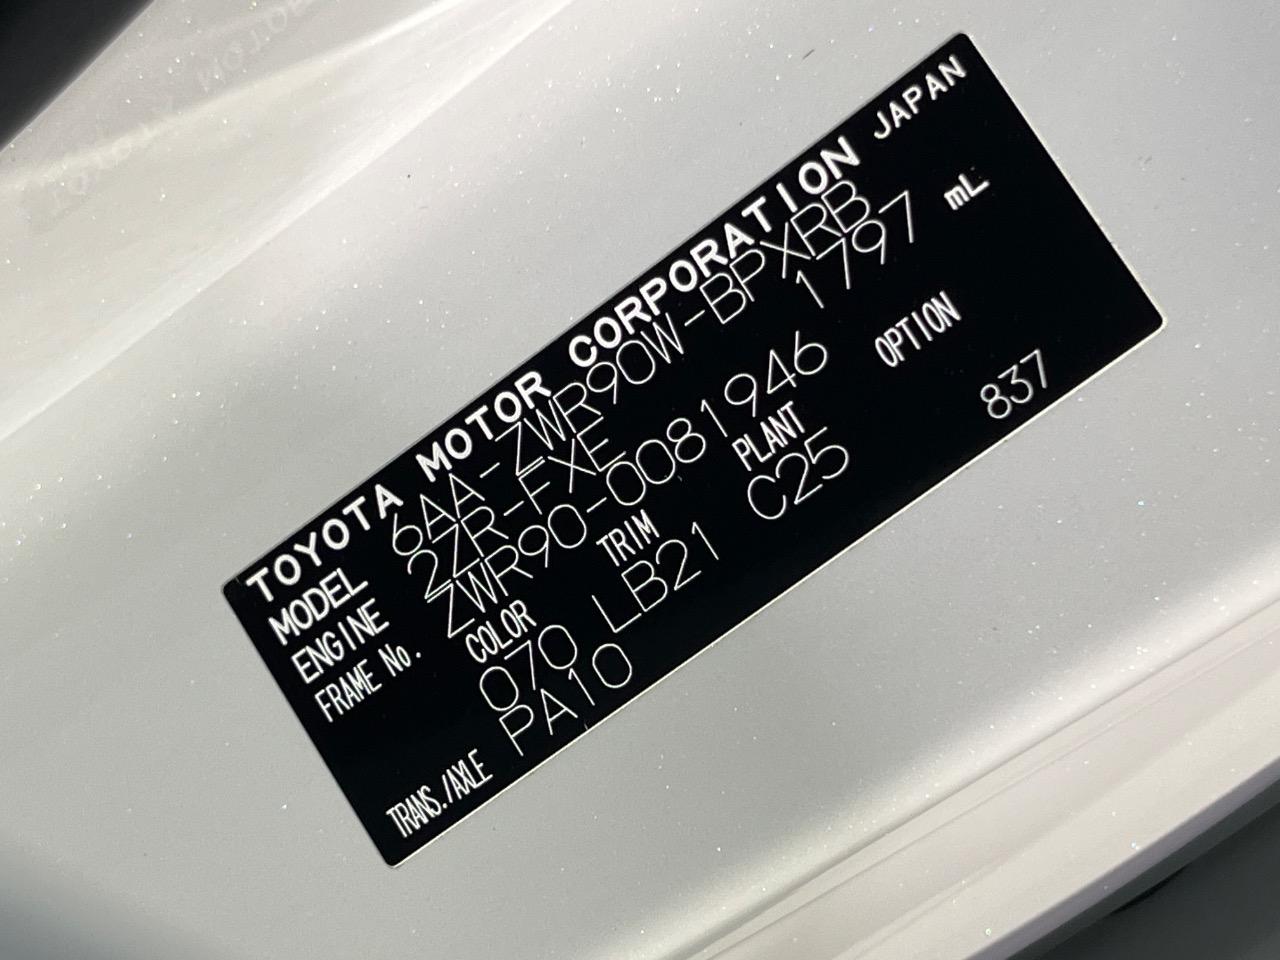 TOYOTA MOTOR CORPORATION JAPAN
MODEL 6AA-ZWR90W-BPXRB
ENGINE 2ZR-FXE 1797 mL
FRAME No. ZWR90-0081946
COLOR TRIM PLANT OPTION
070 LB21 C25 837
TRANS./AXLE PA10